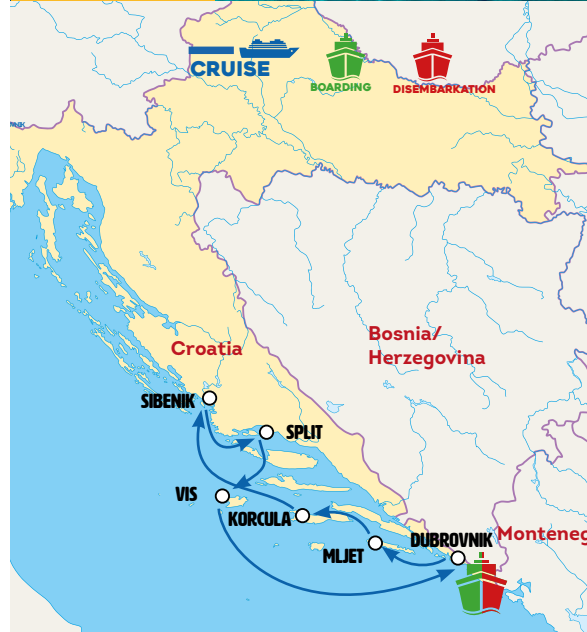 CRUISE
BOARDING
DISEMBARKATION
Croatia
Bosnia/
Herzegovina
SIBENIK
SPLIT
VIS
KORCULA
DUBROVNIK
Monteneg
MLJET